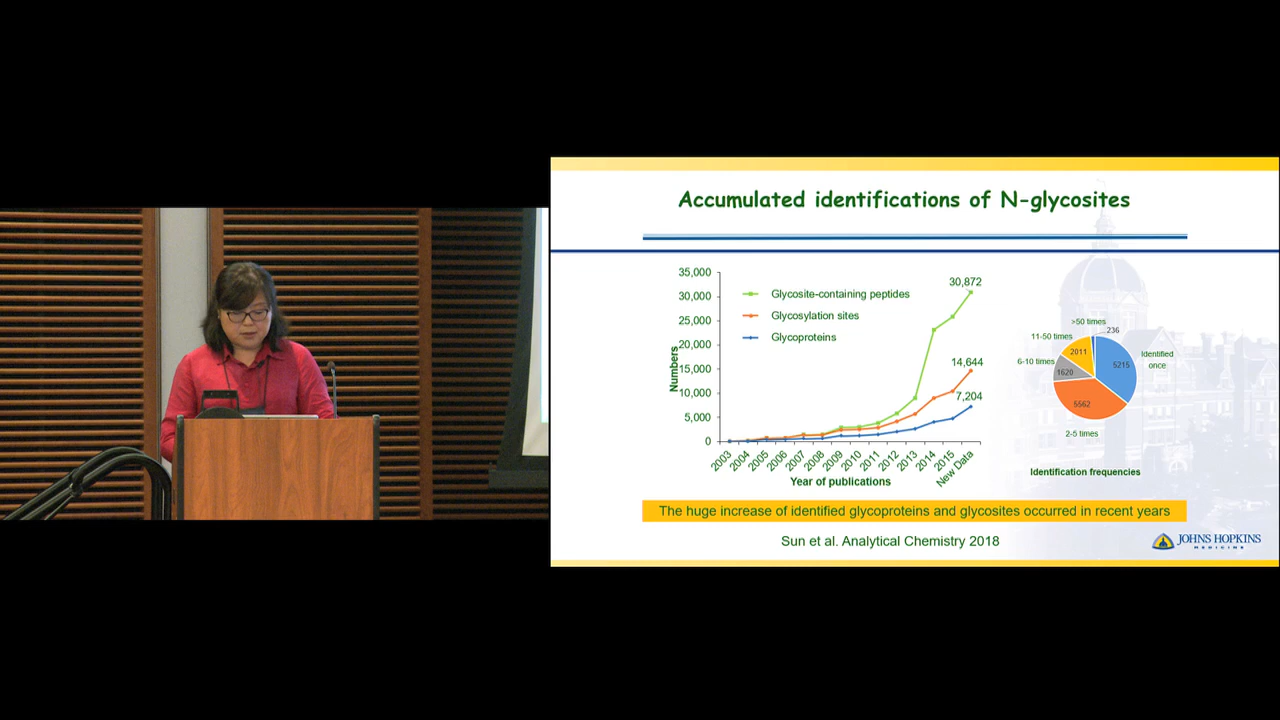 Accumulated identifications of N-glycosites
35,000
30,000
25,000
20,000
15,000
10,000
5,000
0
Numbers
Glycosite-containing peptides
Glycosylation sites
Glycoproteins
30,872
14,644
7,204
2003
2004
2005
2006
2007
2008
2009
2010
2011
2012
2013
2014
2015
New Data
Year of publications
>50 times
236
11-50 times
2011
6-10 times
1620
Identified
once
5215
5562
2-5 times
Identification frequencies
The huge increase of identified glycoproteins and glycosites occurred in recent years
Sun et al. Analytical Chemistry 2018
JOHNS HOPKINS
MEDICINE